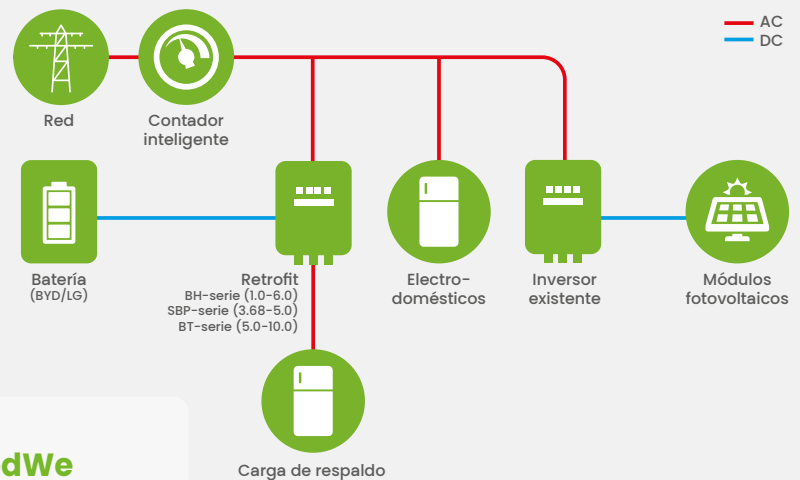 AC
DC
Red
Contador
inteligente
Batería
(BYD/LG)
Retrofit
BH-serie (1.0-6.0)
SBP-serie (3.68-5.0)
BT-serie (5.0-10.0)
Electro-
domésticos
Inversor
existente
Módulos
fotovoltaicos
Carga de respaldo
dWe